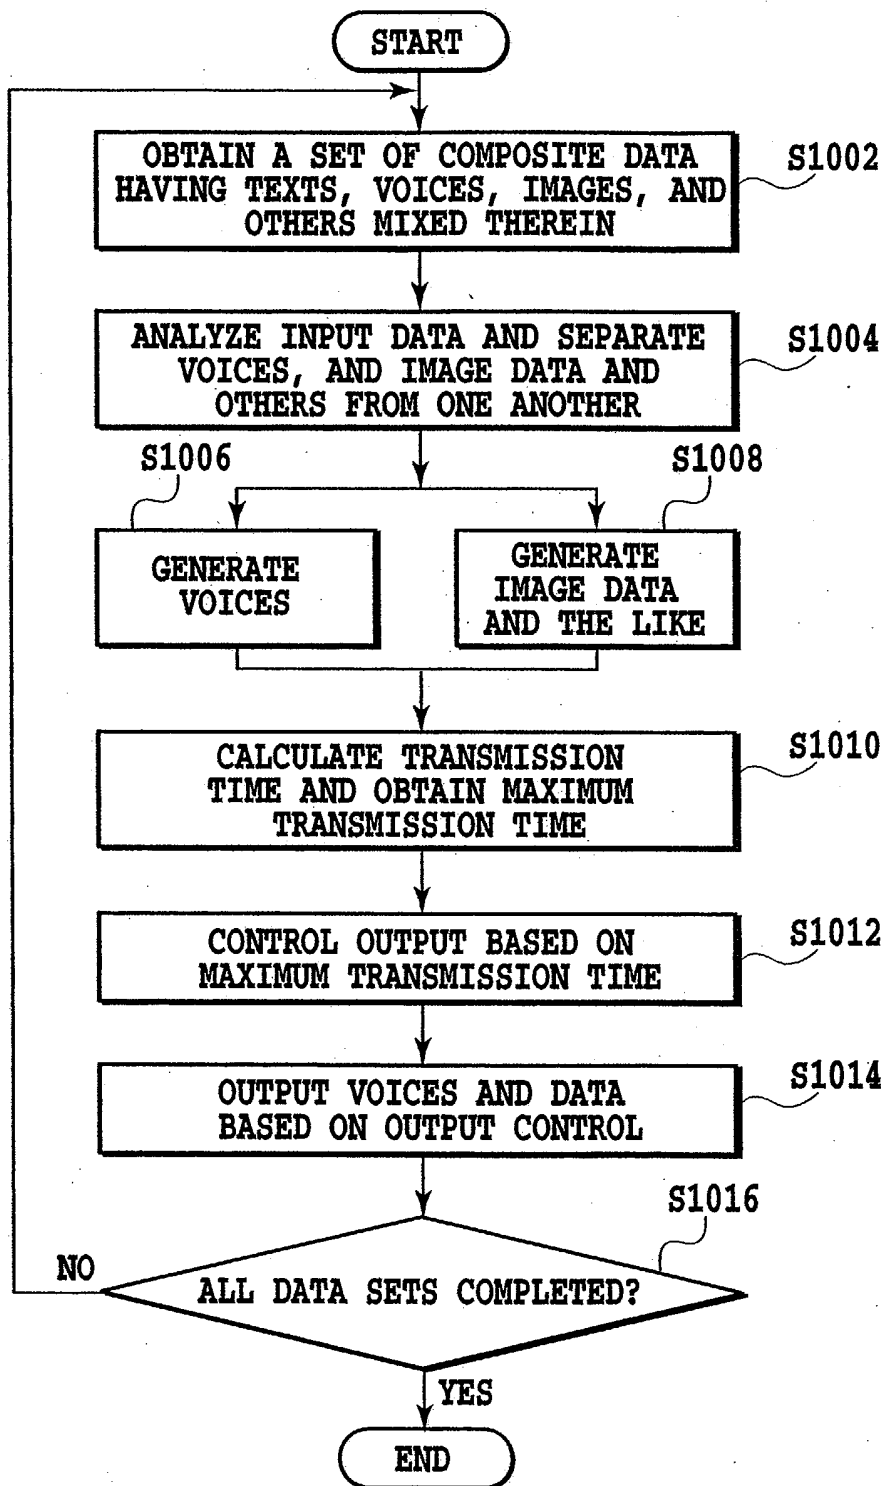 START
OBTAIN A SET OF COMPOSITE DATA
HAVING TEXTS, VOICES, IMAGES, AND
OTHERS MIXED THEREIN
S1002
ANALYZE INPUT DATA AND SEPARATE
VOICES, AND IMAGE DATA AND
OTHERS FROM ONE ANOTHER
S1004
S1006
GENERATE
VOICES
S1008
GENERATE
IMAGE DATA
AND THE LIKE
CALCULATE TRANSMISSION
TIME AND OBTAIN MAXIMUM
TRANSMISSION TIME
S1010
CONTROL OUTPUT BASED ON
MAXIMUM TRANSMISSION TIME
S1012
OUTPUT VOICES AND DATA
BASED ON OUTPUT CONTROL
S1014
S1016
NO
ALL DATA SETS COMPLETED?
YES
END